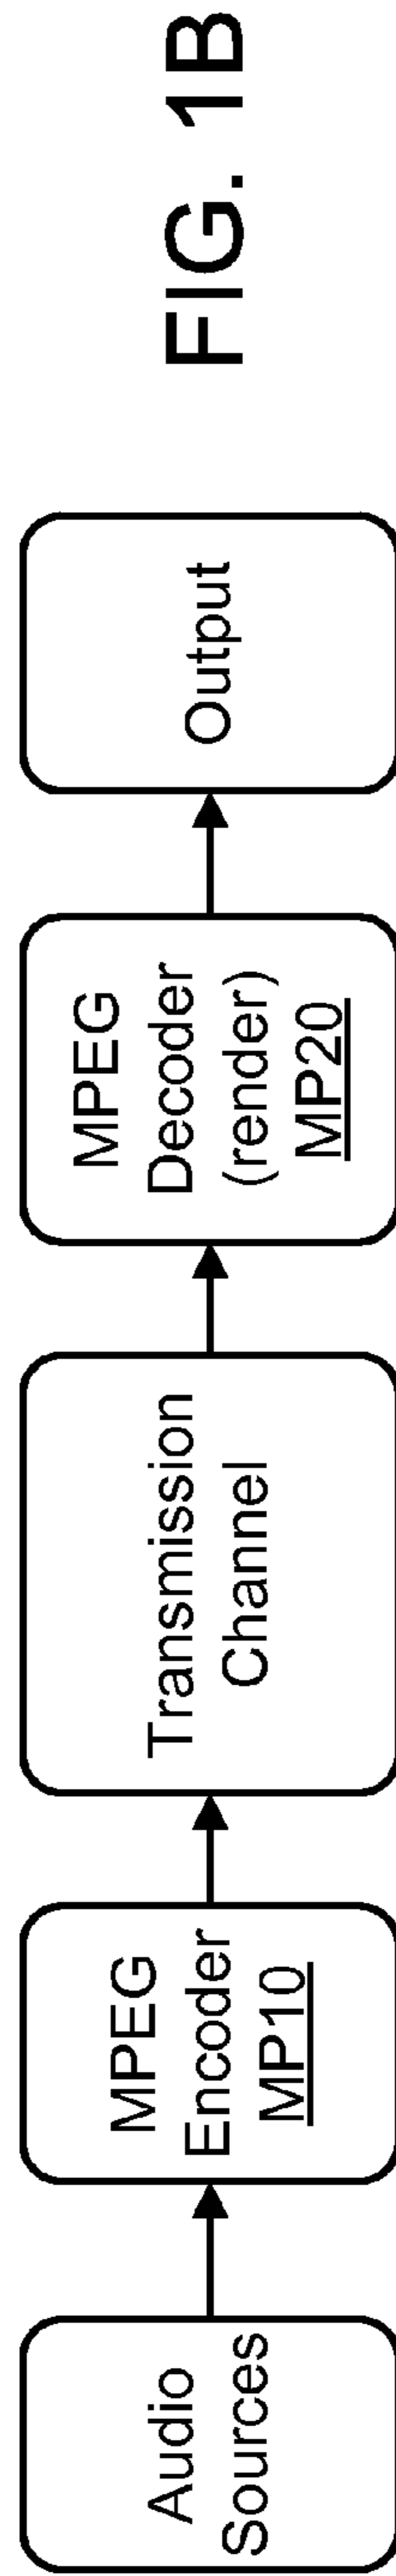 Audio
Sources
MPEG
Encoder
MP10
Transmission
Channel
MPEG
Decoder
(render)
MP20
Output
FIG. 1B